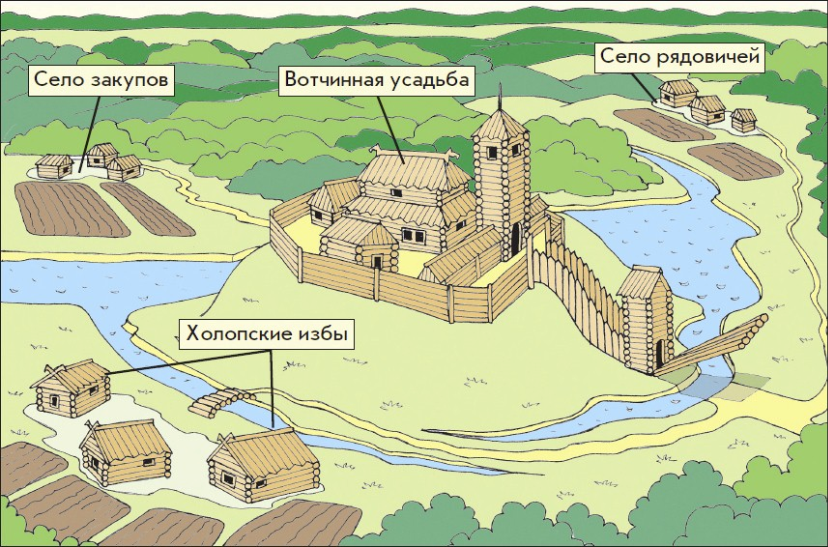 Село закупов
Вотчинная усадьба
Село рядовичей
Холопские избы